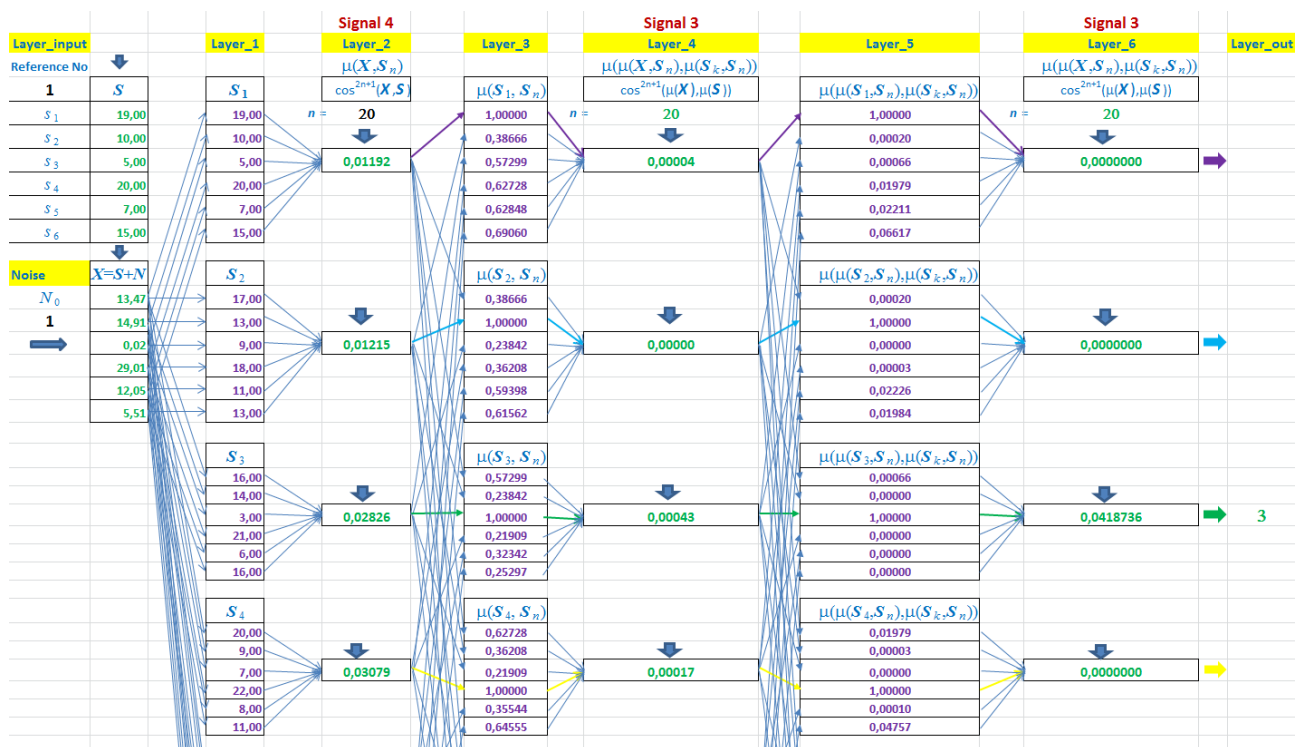 Signal 4 Signal 3 Signal 3
Layer_input Layer_1 Layer_2 Layer_3 Layer_4 Layer_5 Layer_6 Layer_out
Reference No μ(X,Sn) μ(μ(X,Sn),μ(Sk,Sn)) μ(μ(X,Sn),μ(Sk,Sn))
1 S S1 cos2n+1(X,S) μ(S1, Sn) cos2n+1(μ(X),μ(S)) μ(μ(S1,Sn),μ(Sk,Sn)) cos2n+1(μ(X),μ(S))
s1 19,00 19,00 n = 20 1,00000 n = 20 1,00000 n = 20
s2 10,00 10,00 0,38666 0,00020
s3 5,00 5,00 0,01192 0,57299 0,00004 0,00066 0,0000000
s4 20,00 20,00 0,62728 0,01979
s5 7,00 7,00 0,62848 0,02211
s6 15,00 15,00 0,69060 0,06617
Noise X=S+N S2 μ(S2, Sn) μ(μ(S2,Sn),μ(Sk,Sn))
N0 13,47 17,00 0,38666 0,00020
1 14,91 13,00 1,00000 1,00000
0,02 9,00 0,01215 0,23842 0,00000 0,00000 0,0000000
29,01 18,00 0,36208 0,00003
12,05 11,00 0,59398 0,02226
5,51 13,00 0,61562 0,01984
S3 μ(S3, Sn) μ(μ(S3,Sn),μ(Sk,Sn))
16,00 0,57299 0,00066
14,00 0,23842 0,00000
3,00 0,02826 1,00000 0,00043 1,00000 0,0418736 3
21,00 0,21909 0,00000
6,00 0,32342 0,00000
16,00 0,25297 0,00000
S4 μ(S4, Sn) μ(μ(S4,Sn),μ(Sk,Sn))
20,00 0,62728 0,01979
9,00 0,36208 0,00003
7,00 0,03079 0,21909 0,00017 0,00000 0,0000000
22,00 1,00000 1,00000
8,00 0,35544 0,00010
11,00 0,64555 0,04757